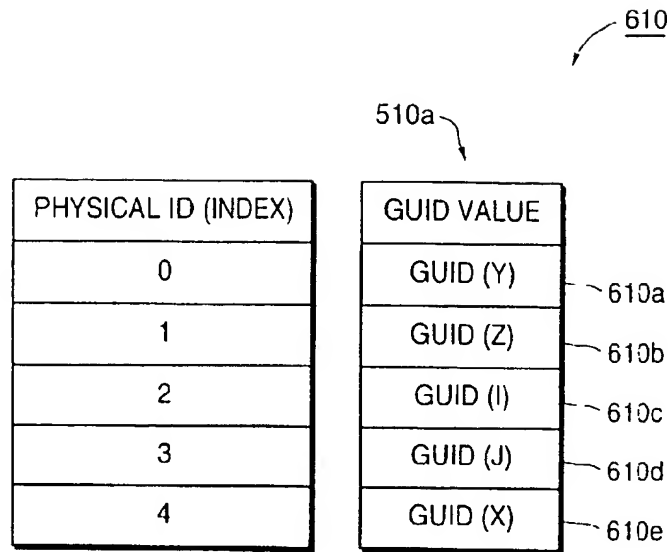 610
510a
PHYSICAL ID (INDEX) GUID VALUE
0 GUID (Y) 610a
1 GUID (Z) 610b
2 GUID (I) 610c
3 GUID (J) 610d
4 GUID (X) 610e